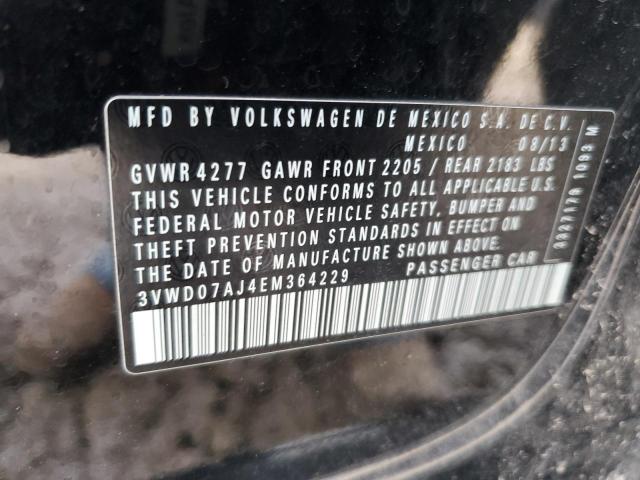 MFD BY VOLKSWAGEN DE MEXICO S.A. DE C.V.
MEXICO 08/13
GVWR 4277 GAWR FRONT 2205 / REAR 2183 LBS
THIS VEHICLE CONFORMS TO ALL APPLICABLE U.S.
FEDERAL MOTOR VEHICLE SAFETY, BUMPER AND
THEFT PREVENTION STANDARDS IN EFFECT ON
THE DATE OF MANUFACTURE SHOWN ABOVE.
3VWD07AJ4EM364229 PASSENGER CAR
1093 M